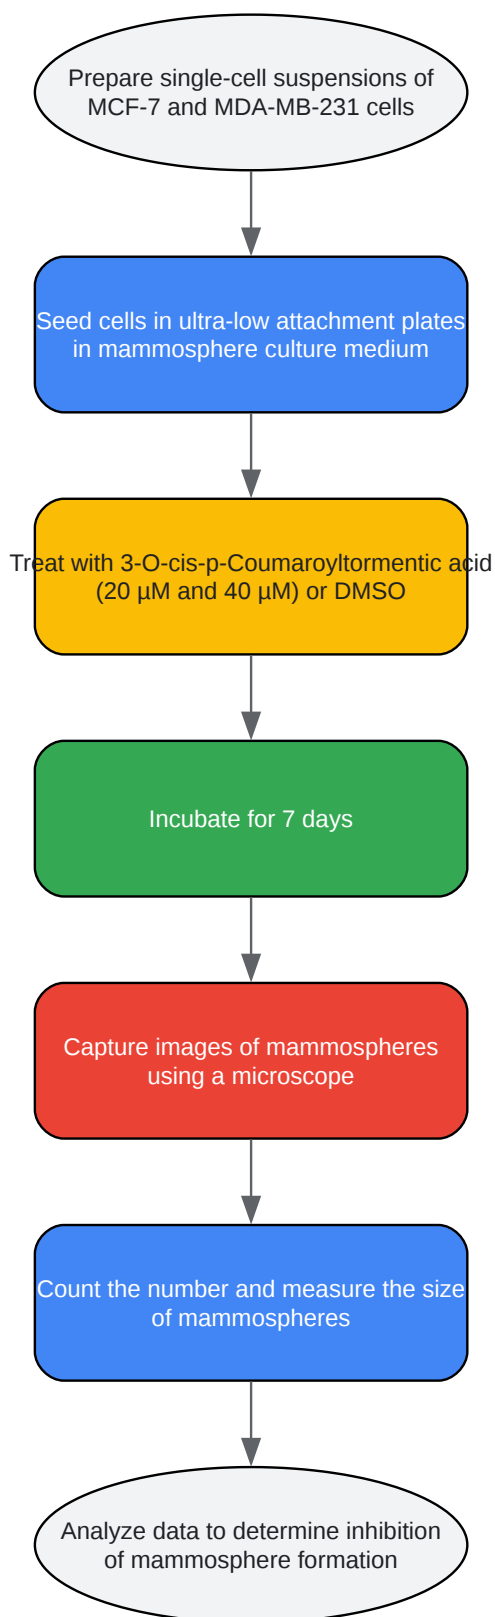 Prepare single-cell suspensions of
MCF-7 and MDA-MB-231 cells
Seed cells in ultra-low attachment plates
in mammosphere culture medium
Treat with 3-O-cis-p-Coumaroyltormentic acid
(20 µM and 40 µM) or DMSO
Incubate for 7 days
Capture images of mammospheres
using a microscope
Count the number and measure the size
of mammospheres
Analyze data to determine inhibition
of mammosphere formation